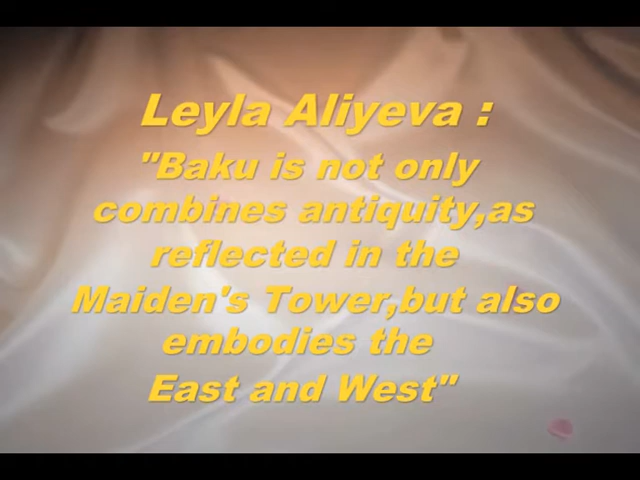 Leyla Aliyeva :
"Baku is not only
combines antiquity,as
reflected in the
Maiden's Tower,but also
embodies the
East and West"